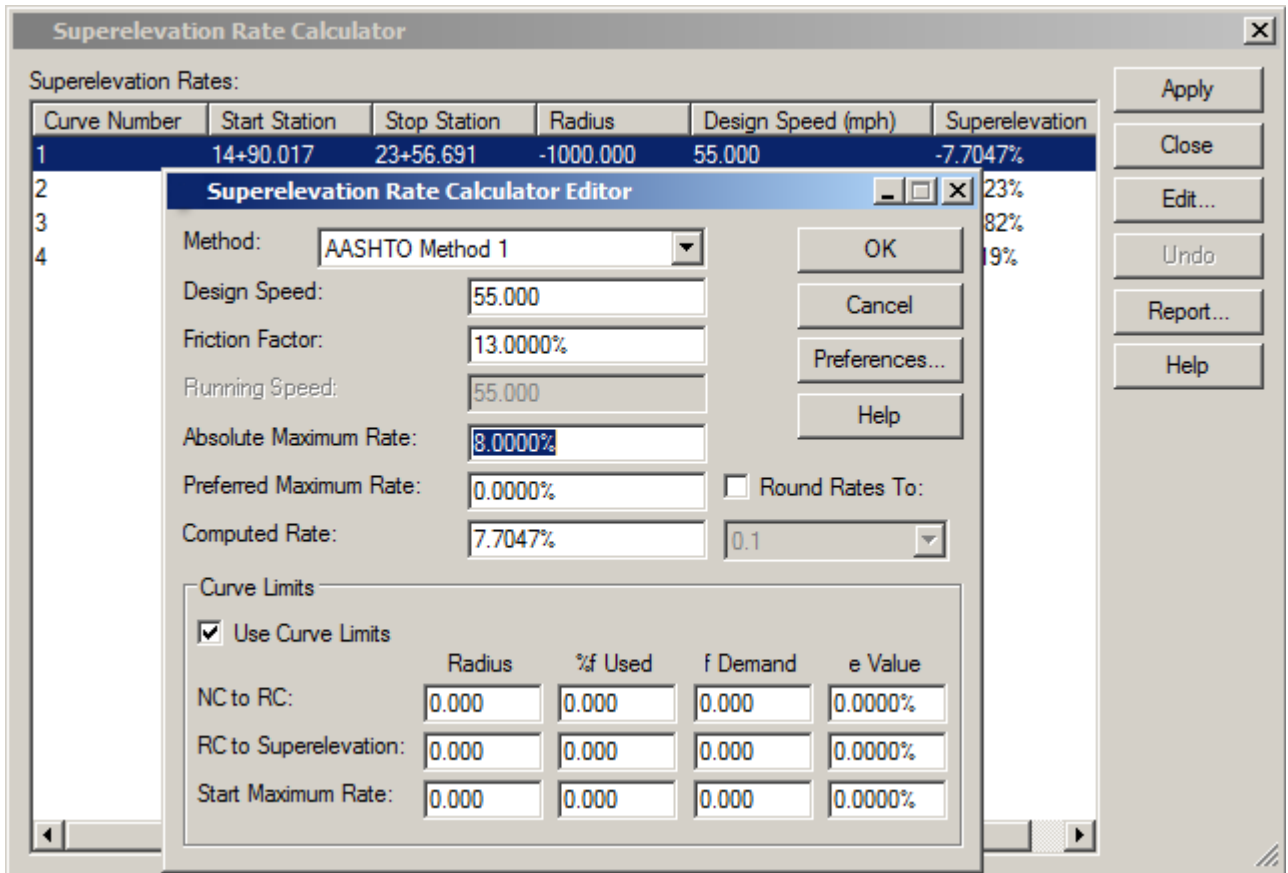 Superelevation Rate Calculator
Superelevation Rates:
Curve Number Start Station Stop Station Radius Design Speed (mph) Superelevation
1 14+90.017 23+56.691 -1000.000 55.000 -7.7047%
2 23%
3 82%
4 19%
Apply
Close
Edit...
Undo
Report...
Help
Superelevation Rate Calculator Editor
Method: AASHTO Method 1
Design Speed: 55.000
Friction Factor: 13.0000%
Running Speed: 55.000
Absolute Maximum Rate: 8.0000%
Preferred Maximum Rate: 0.0000%
Computed Rate: 7.7047%
OK
Cancel
Preferences...
Help
Round Rates To:
0.1
Curve Limits
Use Curve Limits
Radius %f Used f Demand e Value
NC to RC: 0.000 0.000 0.000 0.0000%
RC to Superelevation: 0.000 0.000 0.000 0.0000%
Start Maximum Rate: 0.000 0.000 0.000 0.0000%